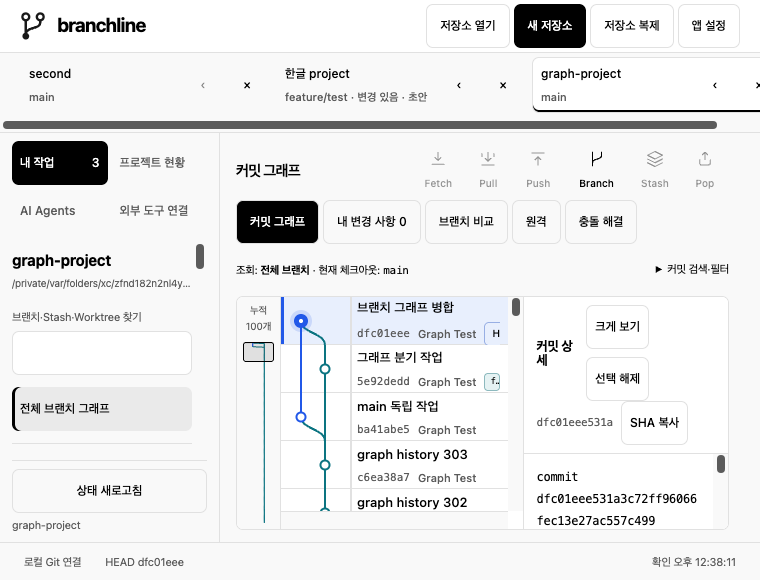 branchline
저장소 열기
새 저장소
저장소 복제
앱 설정
second
main
‹
×
한글 project
feature/test · 변경 있음 · 초안
‹
×
graph-project
main
‹
내 작업
3
프로젝트 현황
AI Agents
외부 도구 연결
graph-project
/private/var/folders/xc/zfnd182n2nl4y...
브랜치·Stash·Worktree 찾기
전체 브랜치 그래프
상태 새로고침
graph-project
커밋 그래프
Fetch
Pull
Push
Branch
Stash
Pop
커밋 그래프
내 변경 사항 0
브랜치 비교
원격
충돌 해결
조회: 전체 브랜치 · 현재 체크아웃: main
▶ 커밋 검색·필터
누적
100개
브랜치 그래프 병합
dfc01eee Graph Test H
그래프 분기 작업
5e92dedd Graph Test f..
main 독립 작업
ba41abe5 Graph Test
graph history 303
c6ea38a7 Graph Test
graph history 302
커밋 상
세
크게 보기
선택 해제
dfc01eee531a
SHA 복사
commit
dfc01eee531a3c72ff96066
fec13e27ac557c499
로컬 Git 연결
HEAD dfc01eee
확인 오후 12:38:11